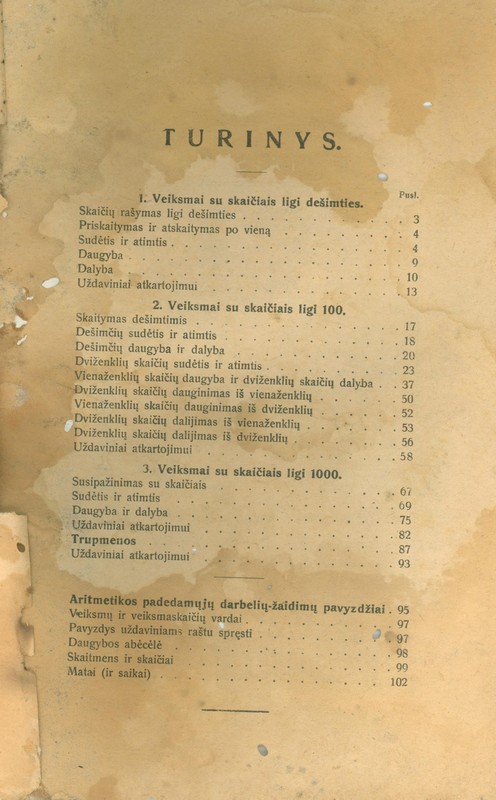 TURINYS.
Pusl.
1. Veiksmai su skaičiais ligi dešimties.
Skaičių rašymas ligi dešimties . . . . . . . . . 3
Priskaitymas ir atskaitymas po vieną . . . . . . . . 4
Sudėtis ir atimtis . . . . . . . . . . . . . 4
Daugyba . . . . . . . . . . . . . . . 9
Dalyba . . . . . . . . . . . . . . . 10
Uždaviniai atkartojimui . . . . . . . . . . . 13
2. Veiksmai su skaičiais ligi 100.
Skaitymas dešimtimis . . . . . . . . . . . 17
Dešimčių sudėtis ir atimtis . . . . . . . . . . 18
Dešimčių daugyba ir dalyba . . . . . . . . . 20
Dviženklių skaičių sudėtis ir atimtis . . . . . . . 23
Vienaženklių skaičių daugyba ir dviženklių skaičių dalyba . . 37
Dviženklių skaičių dauginimas iš vienaženklių . . . . . 50
Vienaženklių skaičių dauginimas iš dviženklių . . . . . 52
Dviženklių skaičių dalijimas iš vienaženklių . . . . . 53
Dviženklių skaičių dalijimas iš dviženklių . . . . . . 56
Uždaviniai atkartojimui . . . . . . . . . . . 58
3. Veiksmai su skaičiais ligi 1000.
Susipažinimas su skaičiais . . . . . . . . . . 67
Sudėtis ir atimtis . . . . . . . . . . . . 69
Daugyba ir dalyba . . . . . . . . . . . . 75
Uždaviniai atkartojimui . . . . . . . . . . . 82
Trupmenos . . . . . . . . . . . . . . 87
Uždaviniai atkartojimui . . . . . . . . . . . 93
Aritmetikos padedamųjų darbelių-žaidimų pavyzdžiai . 95
Veiksmų ir veiksmaskaičių vardai . . . . . . . . 97
Pavyzdys uždaviniams raštu spręsti . . . . . . . . 97
Daugybos abėcėlė . . . . . . . . . . . . 98
Skaitmens ir skaičiai . . . . . . . . . . . 99
Matai (ir saikai) . . . . . . . . . . . . 102